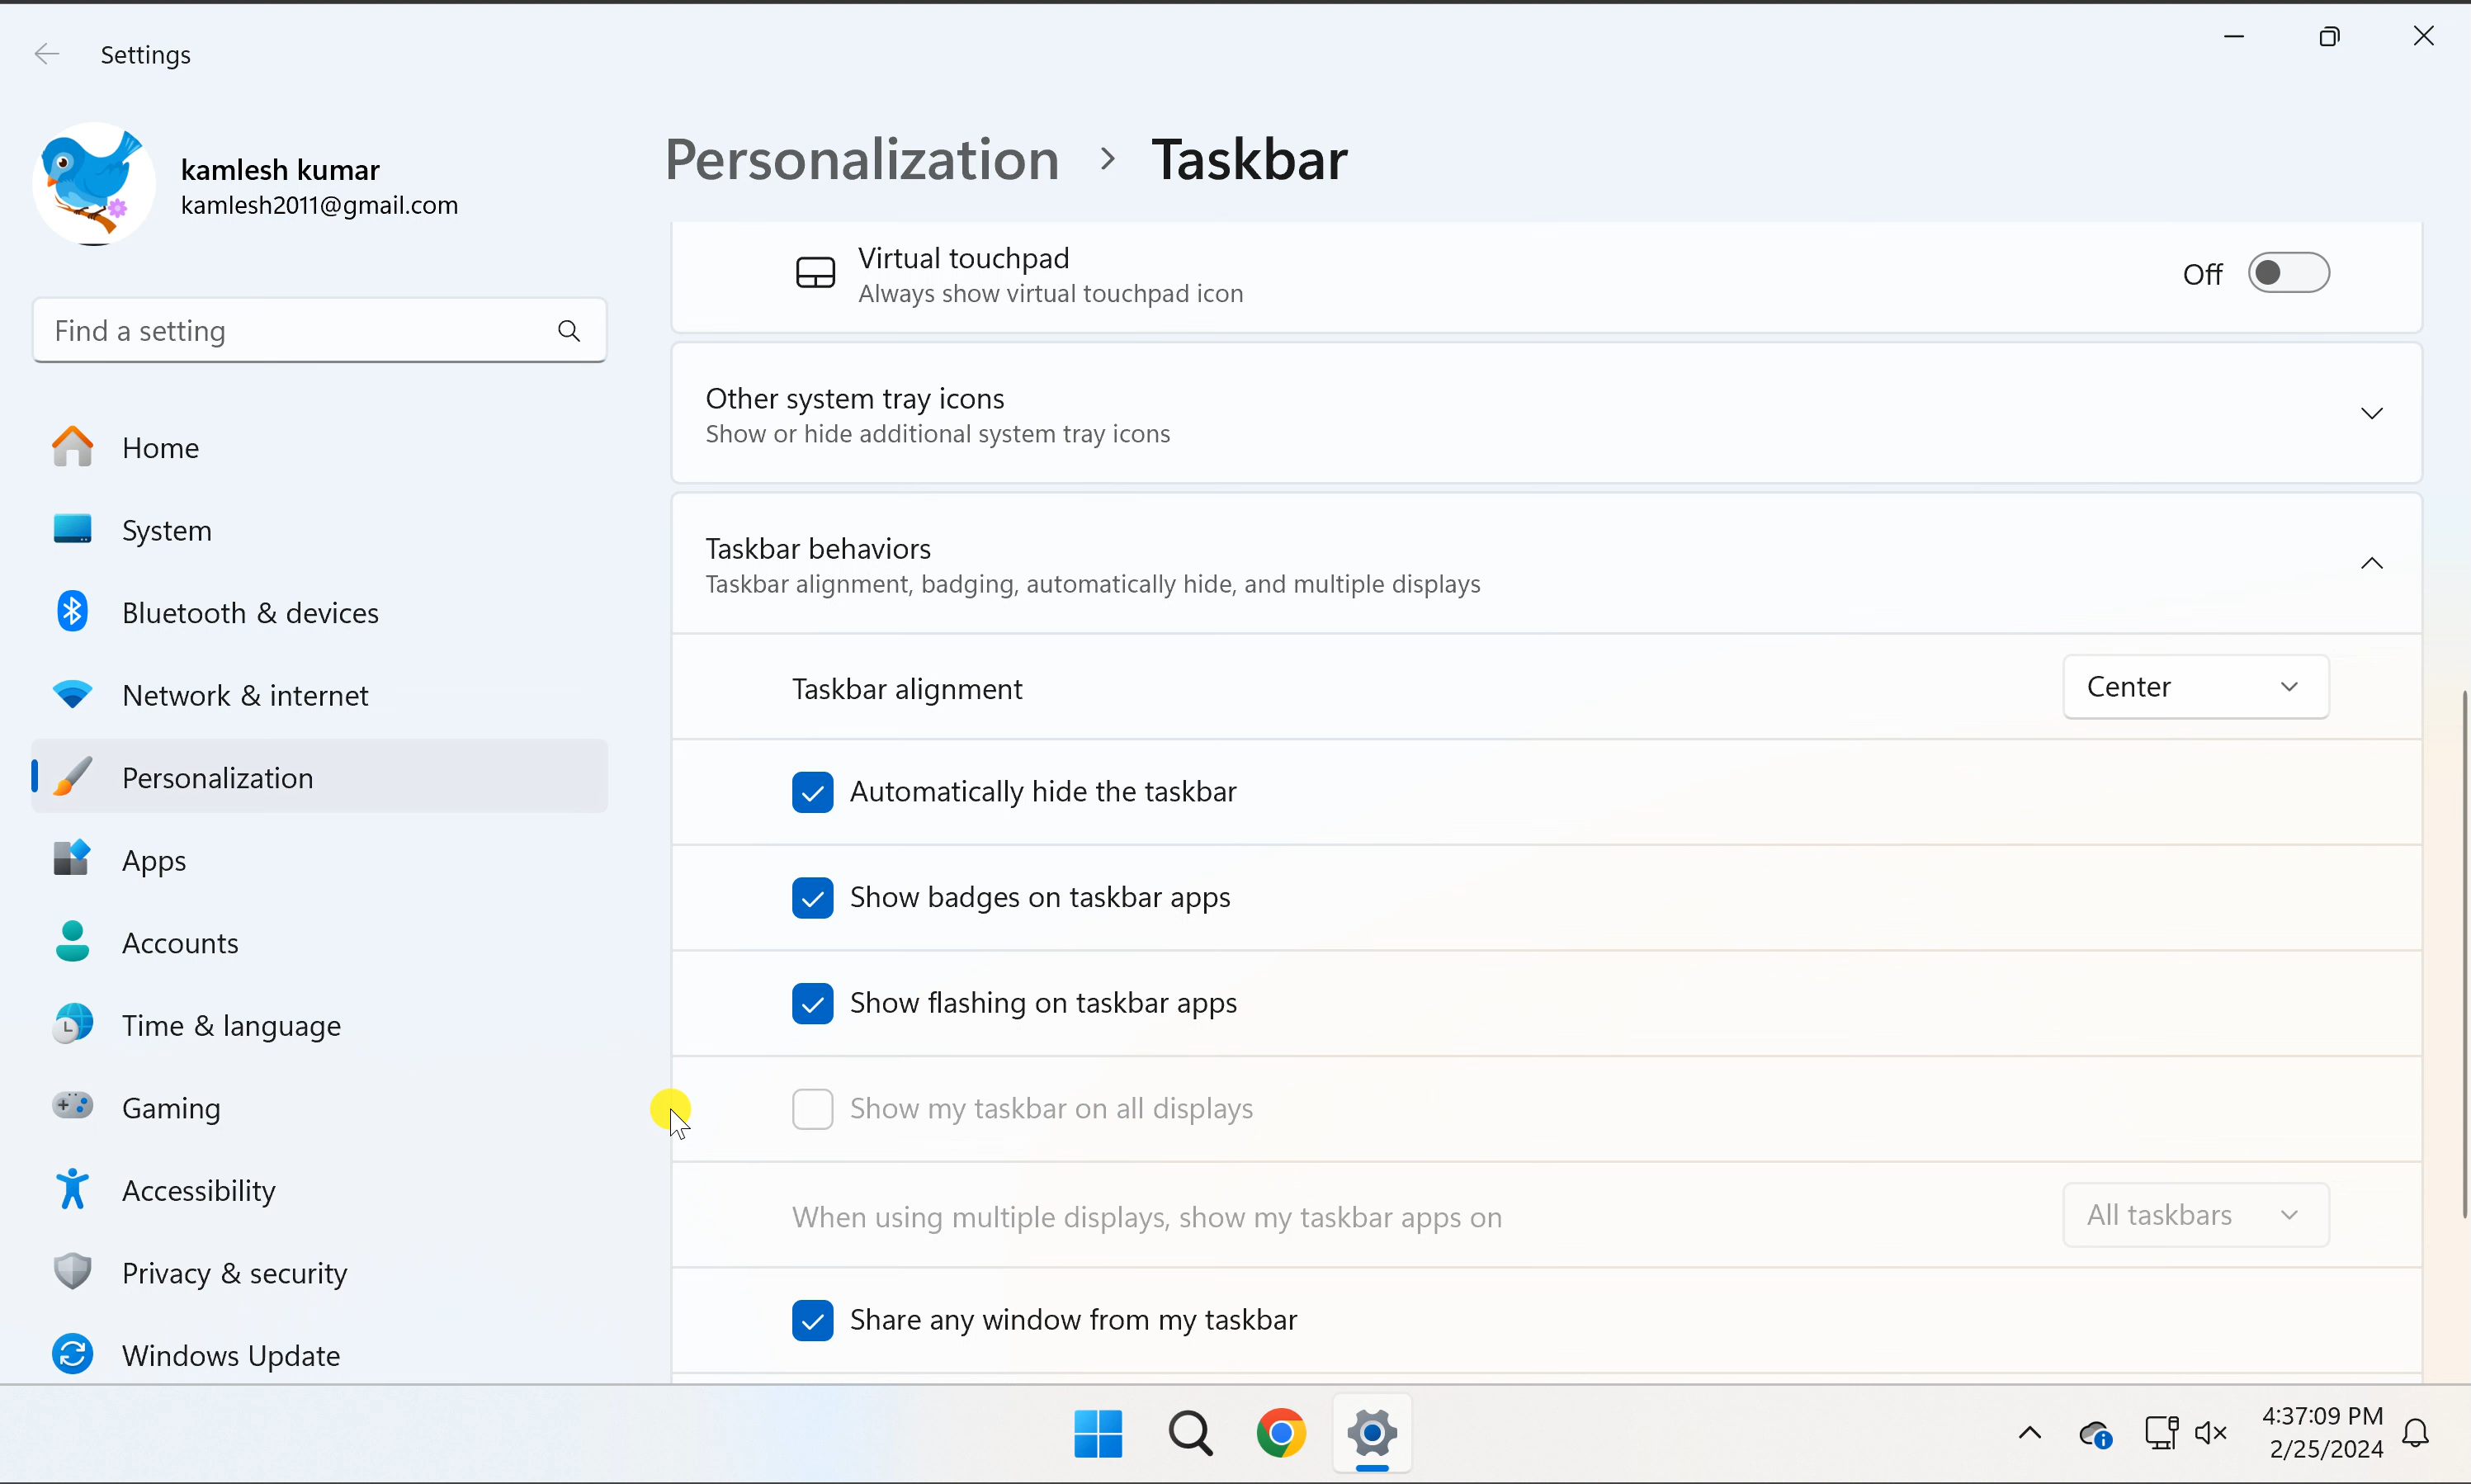 Settings
kamlesh kumar
kamlesh2011@gmail.com
Find a setting
Home
System
Bluetooth & devices
Network & internet
Personalization
Apps
Accounts
Time & language
Gaming
Accessibility
Privacy & security
Windows Update
Personalization > Taskbar
Virtual touchpad
Always show virtual touchpad icon
Off
Other system tray icons
Show or hide additional system tray icons
Taskbar behaviors
Taskbar alignment, badging, automatically hide, and multiple displays
Taskbar alignment
Center
Automatically hide the taskbar
Show badges on taskbar apps
Show flashing on taskbar apps
Show my taskbar on all displays
When using multiple displays, show my taskbar apps on
All taskbars
Share any window from my taskbar
4:37:09 PM
2/25/2024